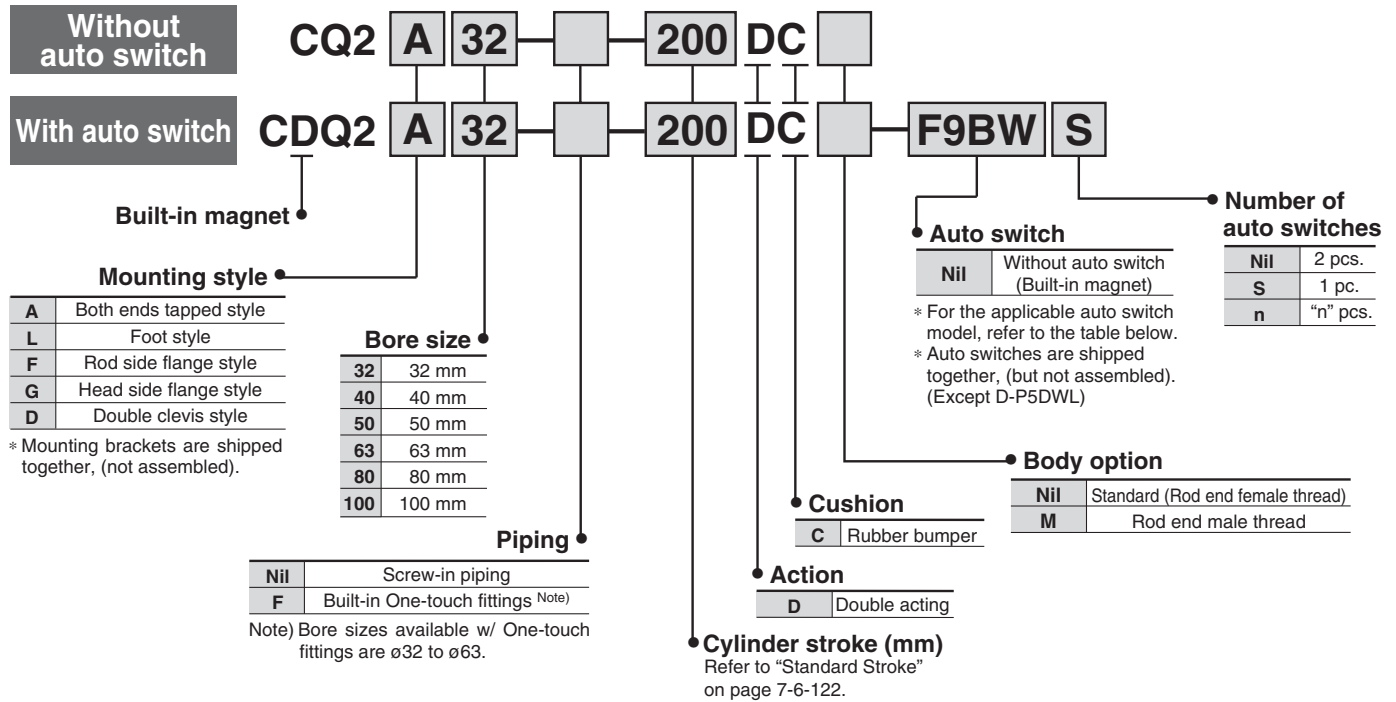 Without
auto switch
CQ2 A 32 — — 200 DC
With auto switch
CDQ2 A 32 — — 200 DC — F9BW S
Built-in magnet
Mounting style
A Both ends tapped style
L Foot style
F Rod side flange style
G Head side flange style
D Double clevis style
* Mounting brackets are shipped
together, (not assembled).
Bore size
32 32 mm
40 40 mm
50 50 mm
63 63 mm
80 80 mm
100 100 mm
Piping
Nil Screw-in piping
F Built-in One-touch fittings Note)
Note) Bore sizes available w/ One-touch
fittings are ø32 to ø63.
Cylinder stroke (mm)
Refer to “Standard Stroke”
on page 7-6-122.
Action
D Double acting
Cushion
C Rubber bumper
Body option
Nil Standard (Rod end female thread)
M Rod end male thread
Auto switch
Nil Without auto switch
(Built-in magnet)
* For the applicable auto switch
model, refer to the table below.
* Auto switches are shipped
together, (but not assembled).
(Except D-P5DWL)
Number of
auto switches
Nil 2 pcs.
S 1 pc.
n “n” pcs.